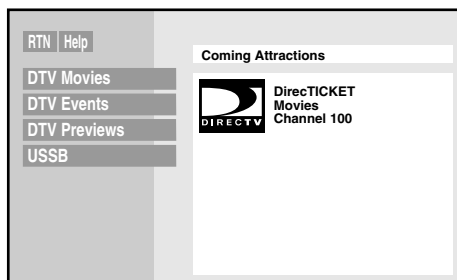 RTN Help
DTV Movies
DTV Events
DTV Previews
USSB
Coming Attractions
DIRECTV
DirecTICKET
Movies
Channel 100